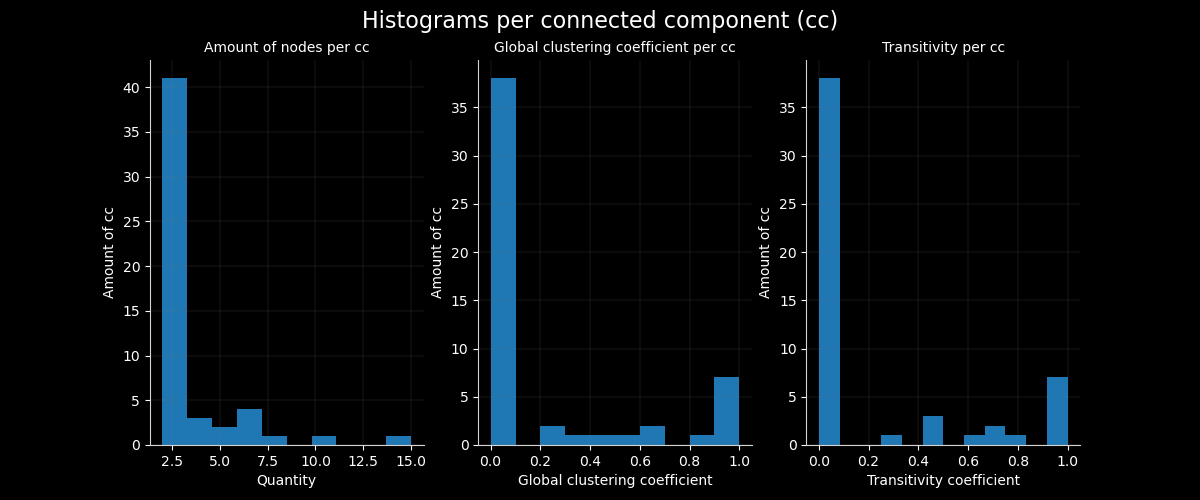 Histograms per connected component (cc)
Amount of nodes per cc
Global clustering coefficient per cc
Transitivity per cc
40
35
30
25
20
15
10
5
0
Amount of cc
2.5 5.0 7.5 10.0 12.5 15.0
Quantity
35
30
25
20
15
10
5
0
Amount of cc
0.0 0.2 0.4 0.6 0.8 1.0
Global clustering coefficient
35
30
25
20
15
10
5
0
Amount of cc
0.0 0.2 0.4 0.6 0.8 1.0
Transitivity coefficient